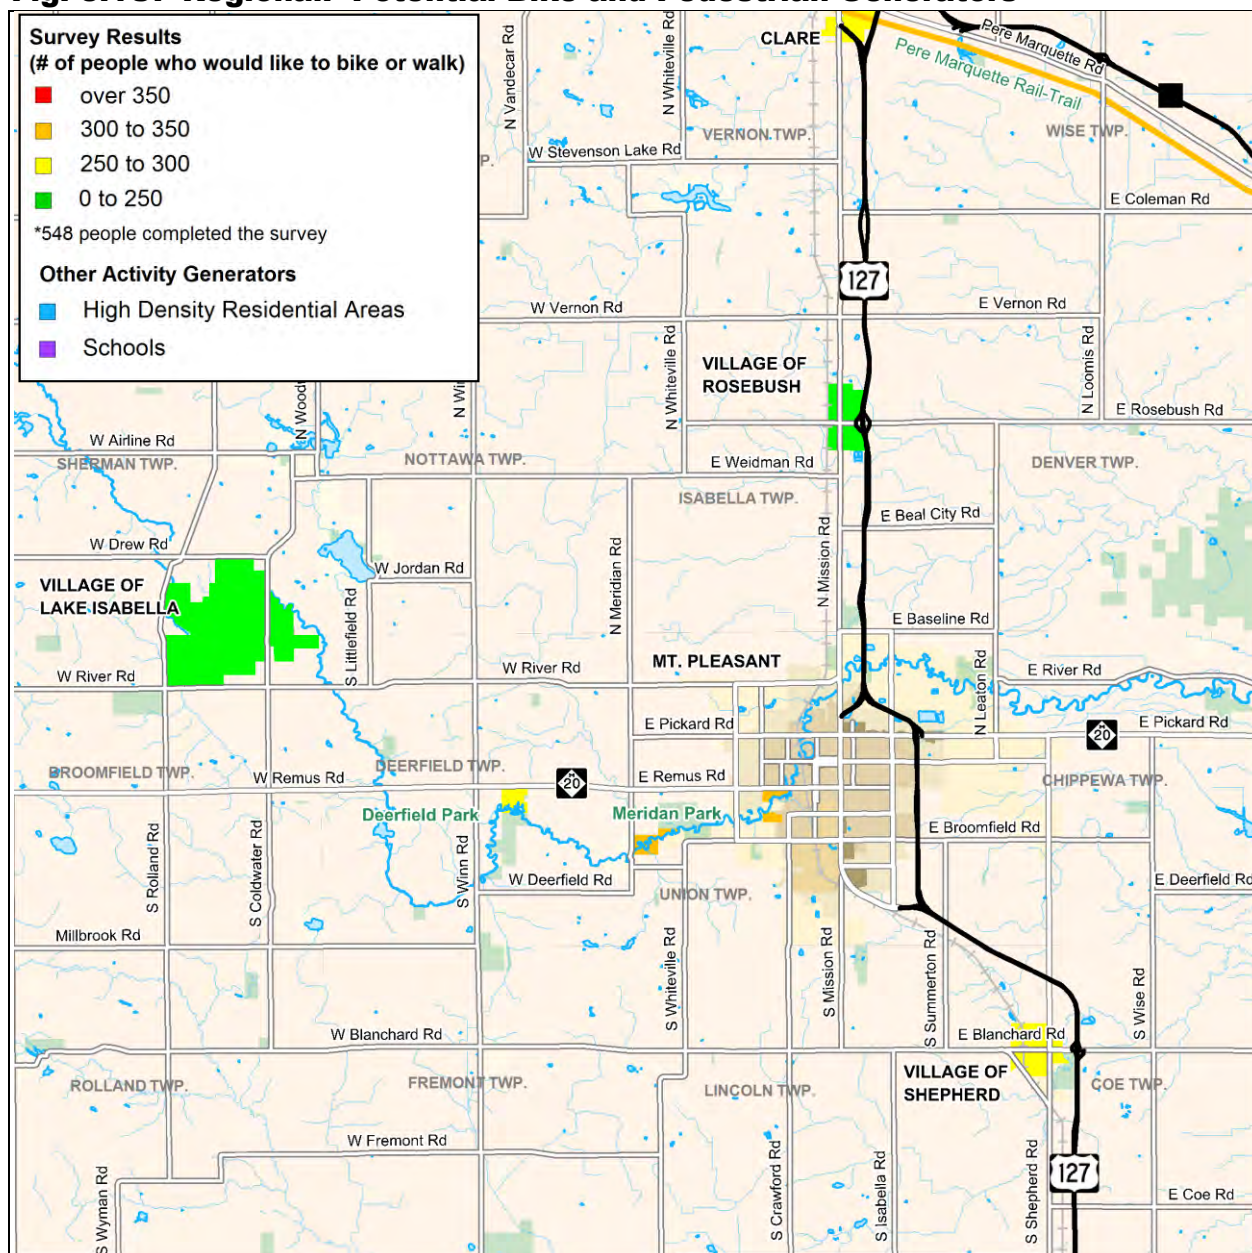 Survey Results
(# of people who would like to bike or walk)
over 350
300 to 350
250 to 300
0 to 250
*548 people completed the survey
Other Activity Generators
High Density Residential Areas
Schools
CLARE
Pere Marquette Rd
Pere Marquette Rail-Trail
N Vandecar Rd
N Whiteville Rd
VERNON TWP.
WISE TWP.
W Stevenson Lake Rd
E Coleman Rd
127
W Vernon Rd
E Vernon Rd
N Whiteville Rd
VILLAGE OF
ROSEBUSH
N Loomis Rd
E Rosebush Rd
W Airline Rd
SHERMAN TWP.
NOTTAWA TWP.
E Weidman Rd
DENVER TWP.
ISABELLA TWP.
E Beal City Rd
W Drew Rd
W Jordan Rd
N Meridian Rd
N Mission Rd
VILLAGE OF
LAKE ISABELLA
S Littlefield Rd
E Baseline Rd
W River Rd
W River Rd
MT. PLEASANT
N Leaton Rd
E River Rd
E Pickard Rd
E Pickard Rd
M
20
BROOMFIELD TWP.
W Remus Rd
DEERFIELD TWP.
M
20
E Remus Rd
CHIPPEWA TWP.
Deerfield Park
Meridan Park
E Broomfield Rd
S Rolland Rd
S Coldwater Rd
S Winn Rd
W Deerfield Rd
UNION TWP.
E Deerfield Rd
Millbrook Rd
S Whiteville Rd
S Mission Rd
S Summerton Rd
S Wise Rd
W Blanchard Rd
E Blanchard Rd
ROLLAND TWP.
FREMONT TWP.
LINCOLN TWP.
VILLAGE OF
SHEPHERD
COE TWP.
W Fremont Rd
S Wyman Rd
S Crawford Rd
S Isabella Rd
S Shepherd Rd
127
E Coe Rd